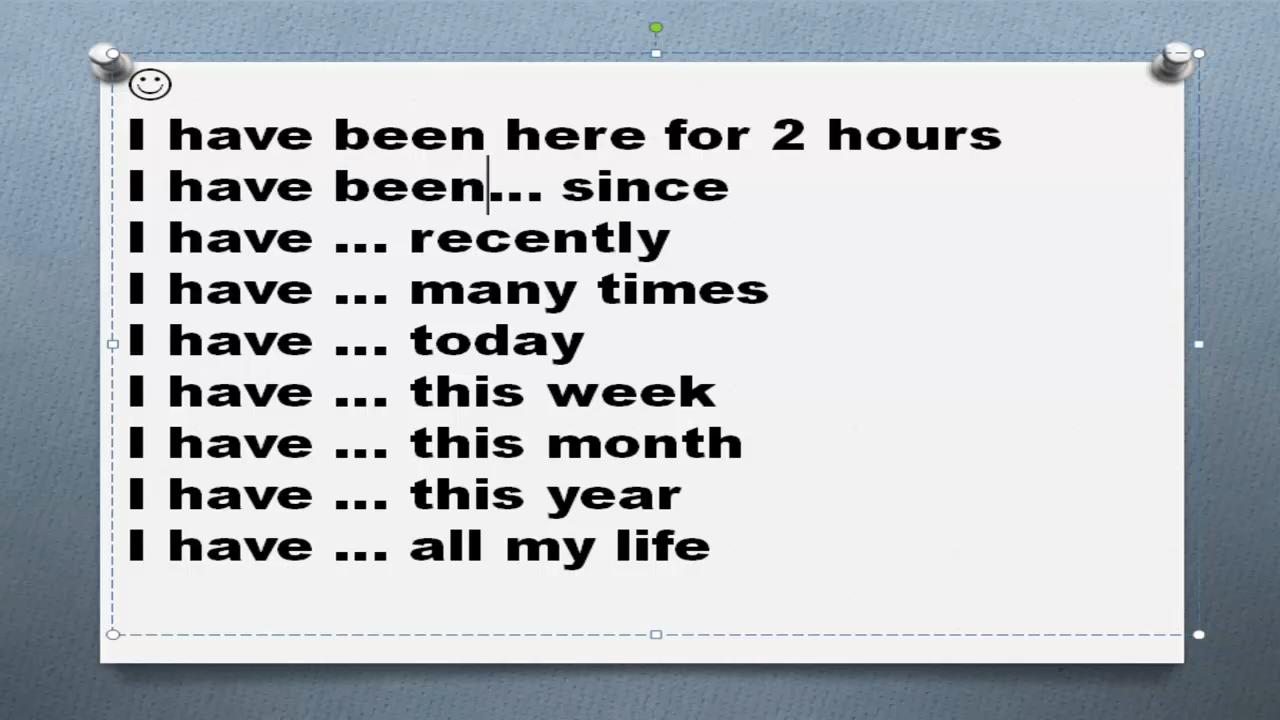 I have been here for 2 hours
I have been... since
I have ... recently
I have ... many times
I have ... today
I have ... this week
I have ... this month
I have ... this year
I have ... all my life